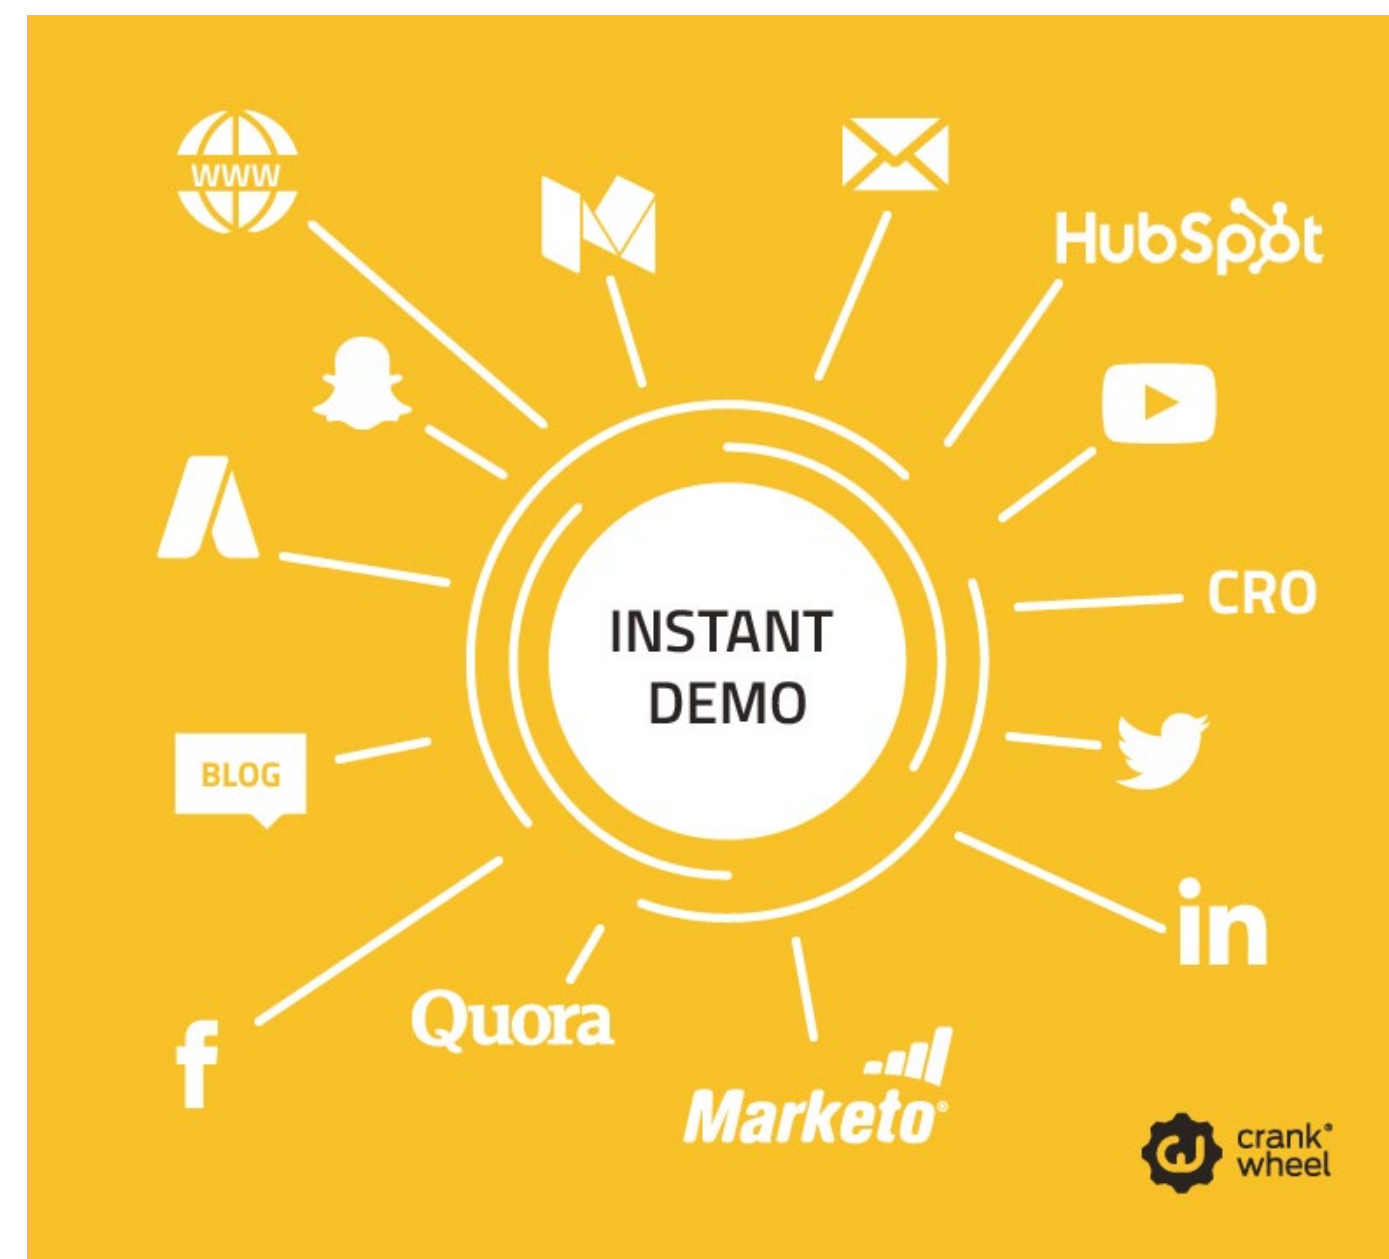 WWW
HubSpot
CRO
INSTANT
DEMO
BLOG
in
f
Quora
Marketo®
crank®
wheel